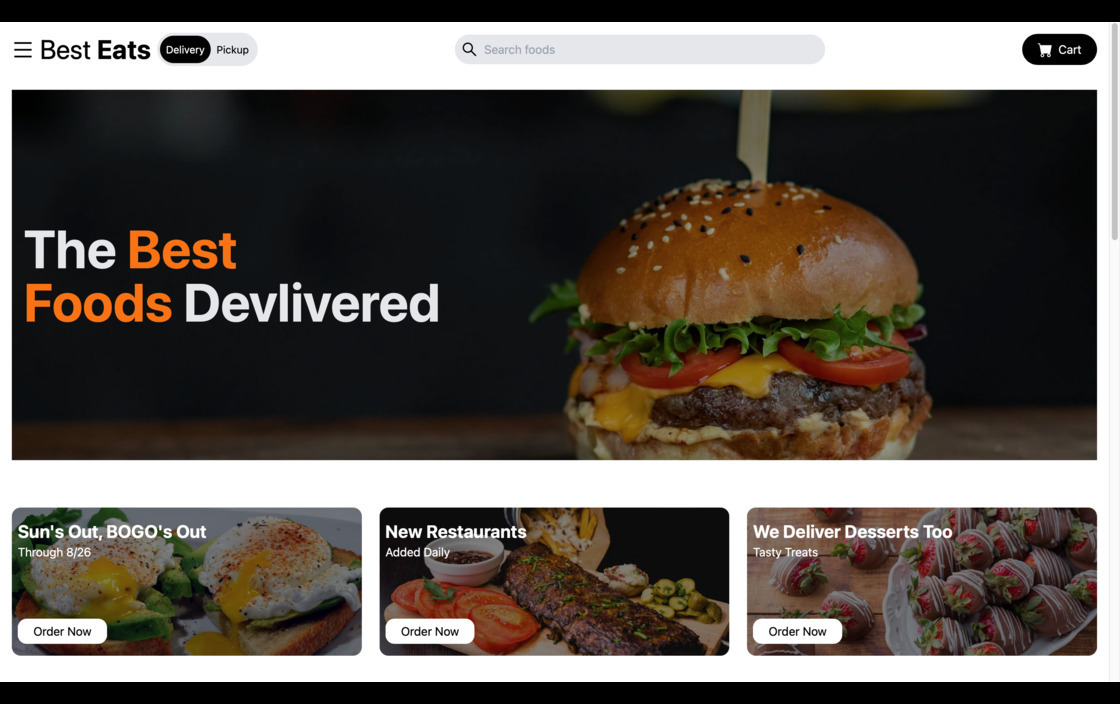 Best Eats
Delivery
Pickup
Search foods
Cart
The Best
Foods Devlivered
Sun's Out, BOGO's Out
Through 8/26
Order Now
New Restaurants
Added Daily
Order Now
We Deliver Desserts Too
Tasty Treats
Order Now